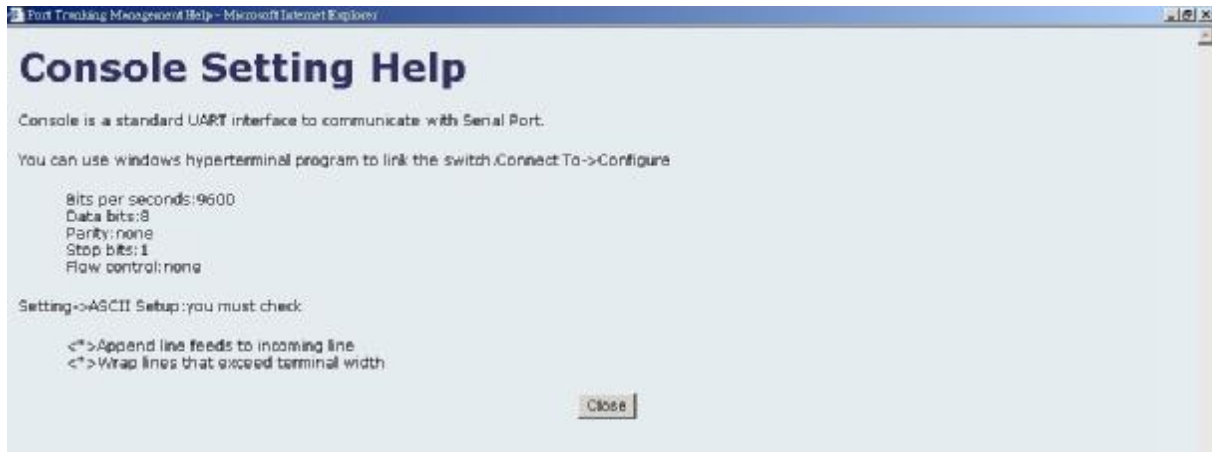 Port Trunking Management Help - Microsoft Internet Explorer
Console Setting Help
Console is a standard UART interface to communicate with Serial Port.
You can use windows hyperterminal program to link the switch.Connect To->Configure
Bits per seconds:9600
Data bits:8
Parity:none
Stop bits:1
Flow control:none
Setting->ASCII Setup:you must check
<*>Append line feeds to incoming line
<*>Wrap lines that exceed terminal width
Close